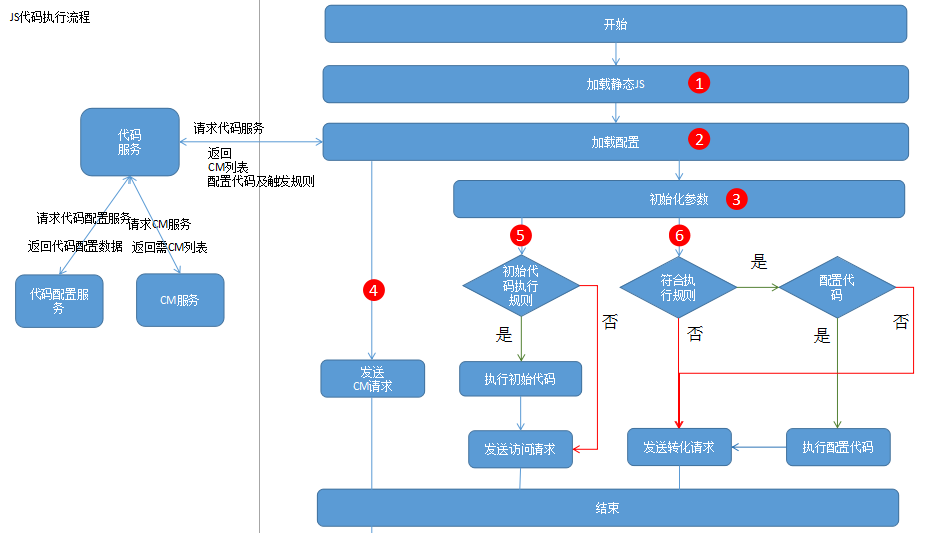 JS代码执行流程
开始
加载静态JS
1
代码
服务
请求代码服务
返回
CM列表
配置代码及触发规则
加载配置
2
初始化参数
3
请求代码配置服务
请求CM服务
返回代码配置数据
返回需CM列表
代码配置服
务
CM服务
4
5
6
初始代
码执行
规则
符合执
行规则
是
配置代
码
是
否
否
是
否
发送
CM请求
执行初始代码
发送访问请求
发送转化请求
执行配置代码
结束